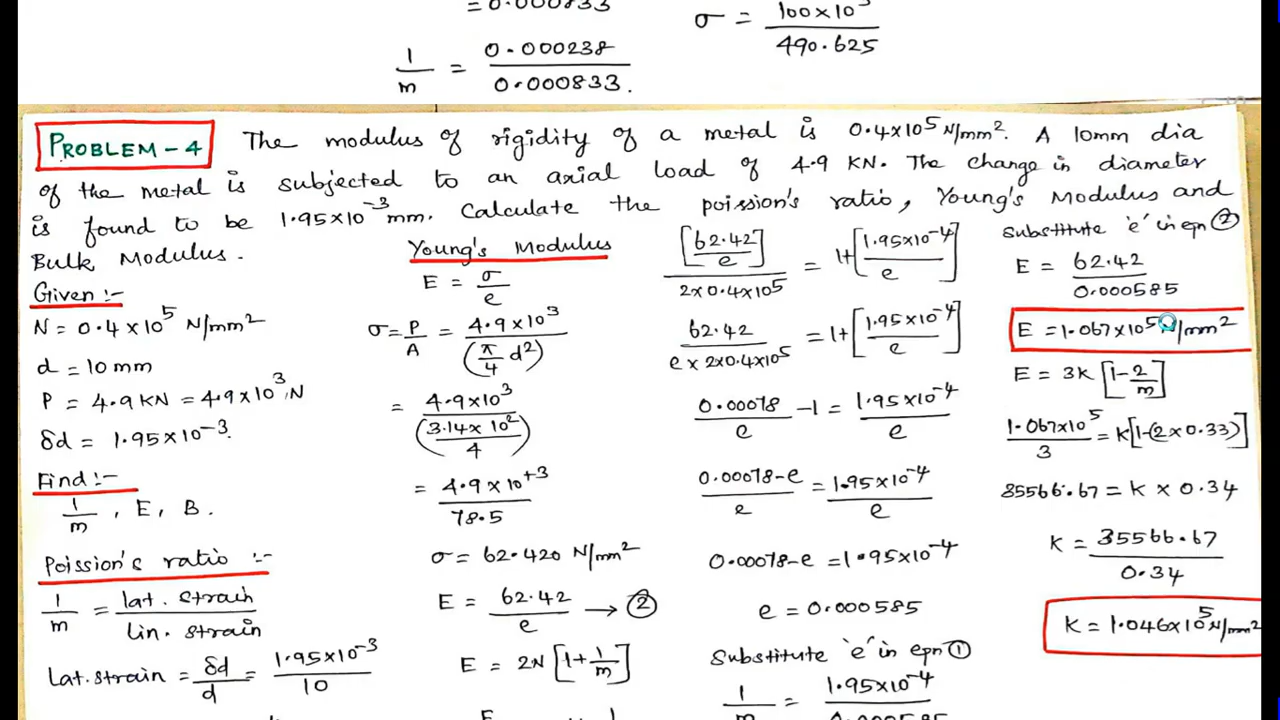 = 0.000833
1/m = 0.000238 / 0.000833.
σ = 100×10³ / 490.625
PROBLEM - 4 The modulus of rigidity of a metal is 0.4×10⁵ N/mm². A 10mm dia
of the metal is subjected to an axial load of 4.9 KN. The change in diameter
is found to be 1.95×10⁻³ mm. Calculate the poission's ratio, Young's Modulus and
Bulk Modulus.
Given :-
N = 0.4×10⁵ N/mm²
d = 10 mm
P = 4.9 KN = 4.9×10³ N
δd = 1.95×10⁻³.
Find :-
1/m , E, B.
Poission's ratio :-
1/m = lat. strain / lin. strain
Lat. strain = δd/d = 1.95×10⁻³ / 10
Young's Modulus
E = σ/e
σ = P/A = 4.9×10³ / (π/4 d²)
= 4.9×10³ / (3.14×10²/4)
= 4.9×10⁺³ / 78.5
σ = 62.420 N/mm²
E = 62.42 / e → ②
E = 2N [1+1/m]
[62.42/e] / 2×0.4×10⁵ = 1+[1.95×10⁻⁴/e]
62.42 / e×2×0.4×10⁵ = 1+[1.95×10⁻⁴/e]
0.00078/e -1 = 1.95×10⁻⁴/e
0.00078-e / e = 1.95×10⁻⁴/e
0.00078-e = 1.95×10⁻⁴
e = 0.000585
Substitute 'e' in epn ①
1/m = 1.95×10⁻⁴ / 0.000585
Substitute 'e' in epn ②
E = 62.42 / 0.000585
E = 1.067×10⁵ N/mm²
E = 3K [1-2/m]
1.067×10⁵ / 3 = K[1-(2×0.33)]
85566.67 = K × 0.34
K = 35566.67 / 0.34
K = 1.046×10⁵ N/mm²